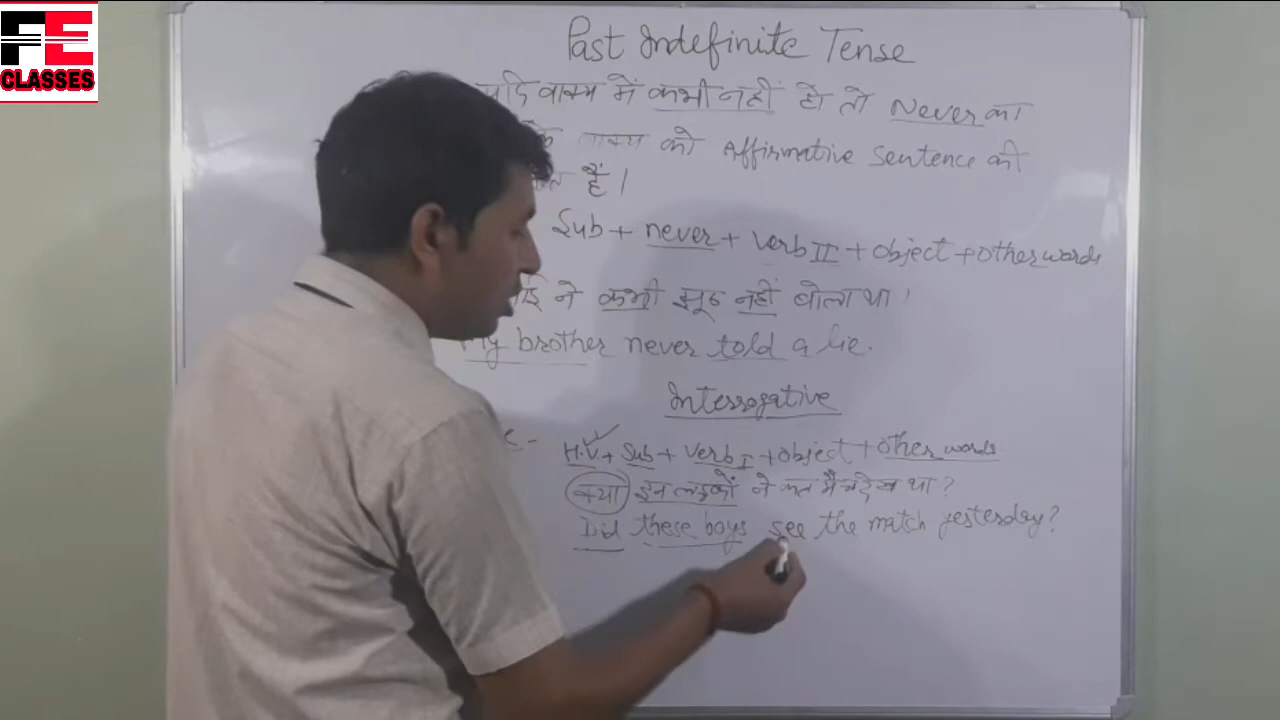 FE
CLASSES
Past Indefinite Tense
यदि वाक्य में कभी नहीं हो तो Never का
वाक्य को Affirmative Sentence की
हैं।
Sub + never + Verb II + object + other words
ने कभी झूठ नहीं बोला था।
My brother never told a lie.
Interrogative
H.V + Sub + Verb I + object + other words
क्या इन लड़कों ने कल मैच देखा था?
Did these boys see the match yesterday?